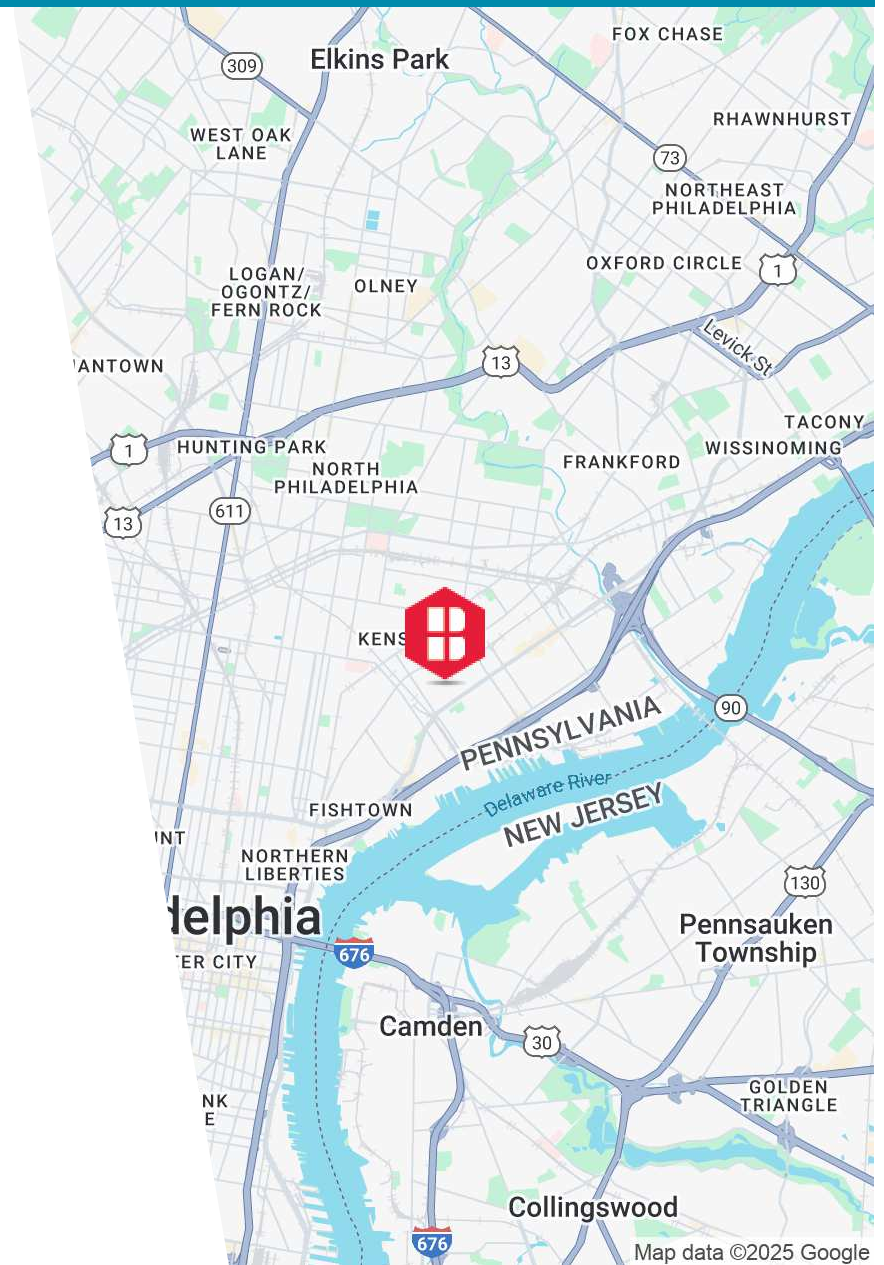 FOX CHASE
Elkins Park
309
RHAWNHURST
WEST OAK
LANE
73
NORTHEAST
PHILADELPHIA
OXFORD CIRCLE
1
LOGAN/
OGONTZ/
FERN ROCK
OLNEY
Levick St
13
IANTOWN
TACONY
1
HUNTING PARK
WISSINOMING
FRANKFORD
NORTH
PHILADELPHIA
611
13
KENS
90
PENNSYLVANIA
Delaware River
NEW JERSEY
FISHTOWN
NT
NORTHERN
LIBERTIES
130
delphia
Pennsauken
Township
676
TER CITY
Camden
30
GOLDEN
TRIANGLE
NK
E
Collingswood
676
Map data ©2025 Google